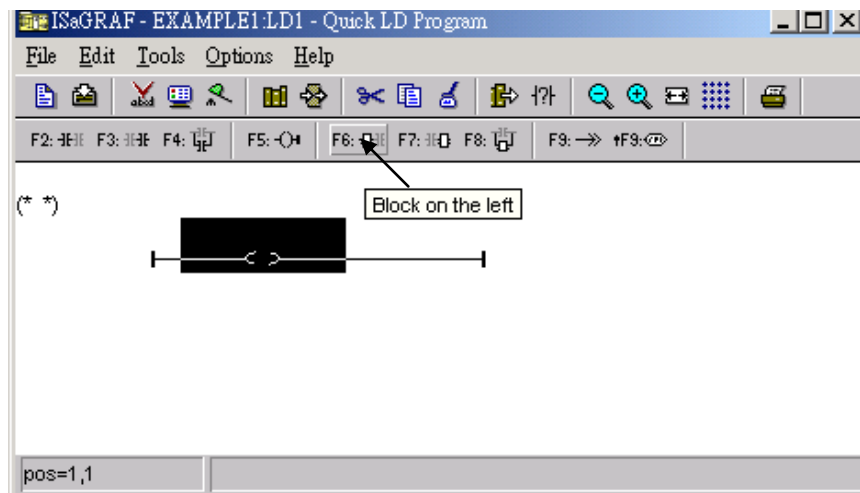 ISaGRAF - EXAMPLE1:LD1 - Quick LD Program
File Edit Tools Options Help
F2: F3: F4: F5: F6: F7: F8: F9: F9:
Block on the left
(* *)
pos=1,1